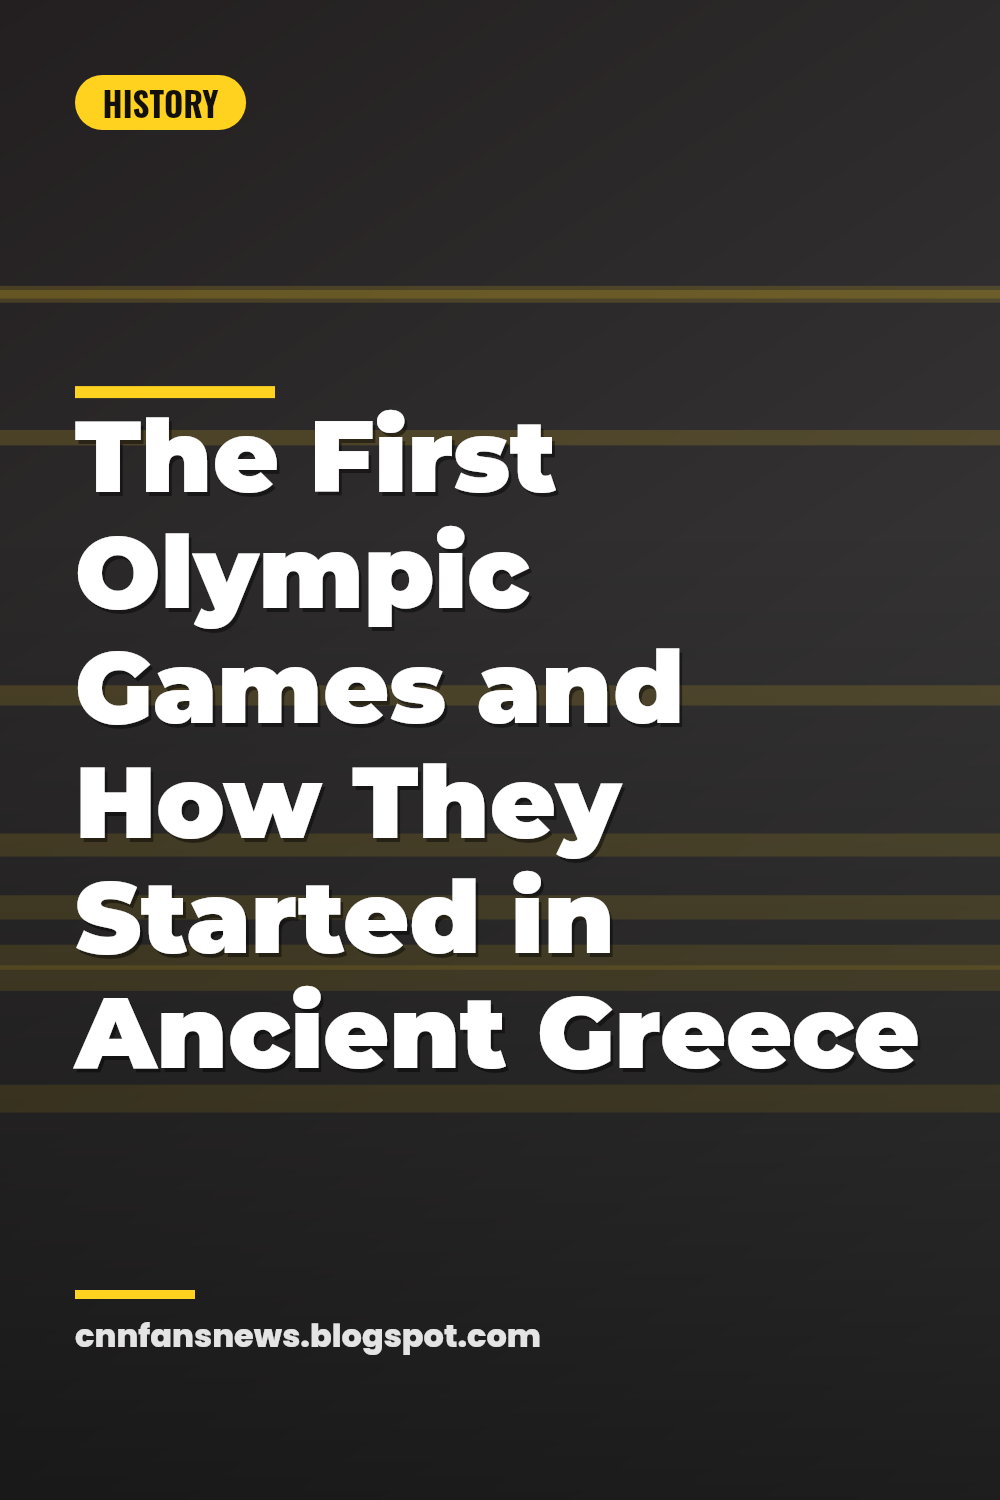 HISTORY
The First
Olympic
Games and
How They
Started in
Ancient Greece
cnnfansnews.blogspot.com